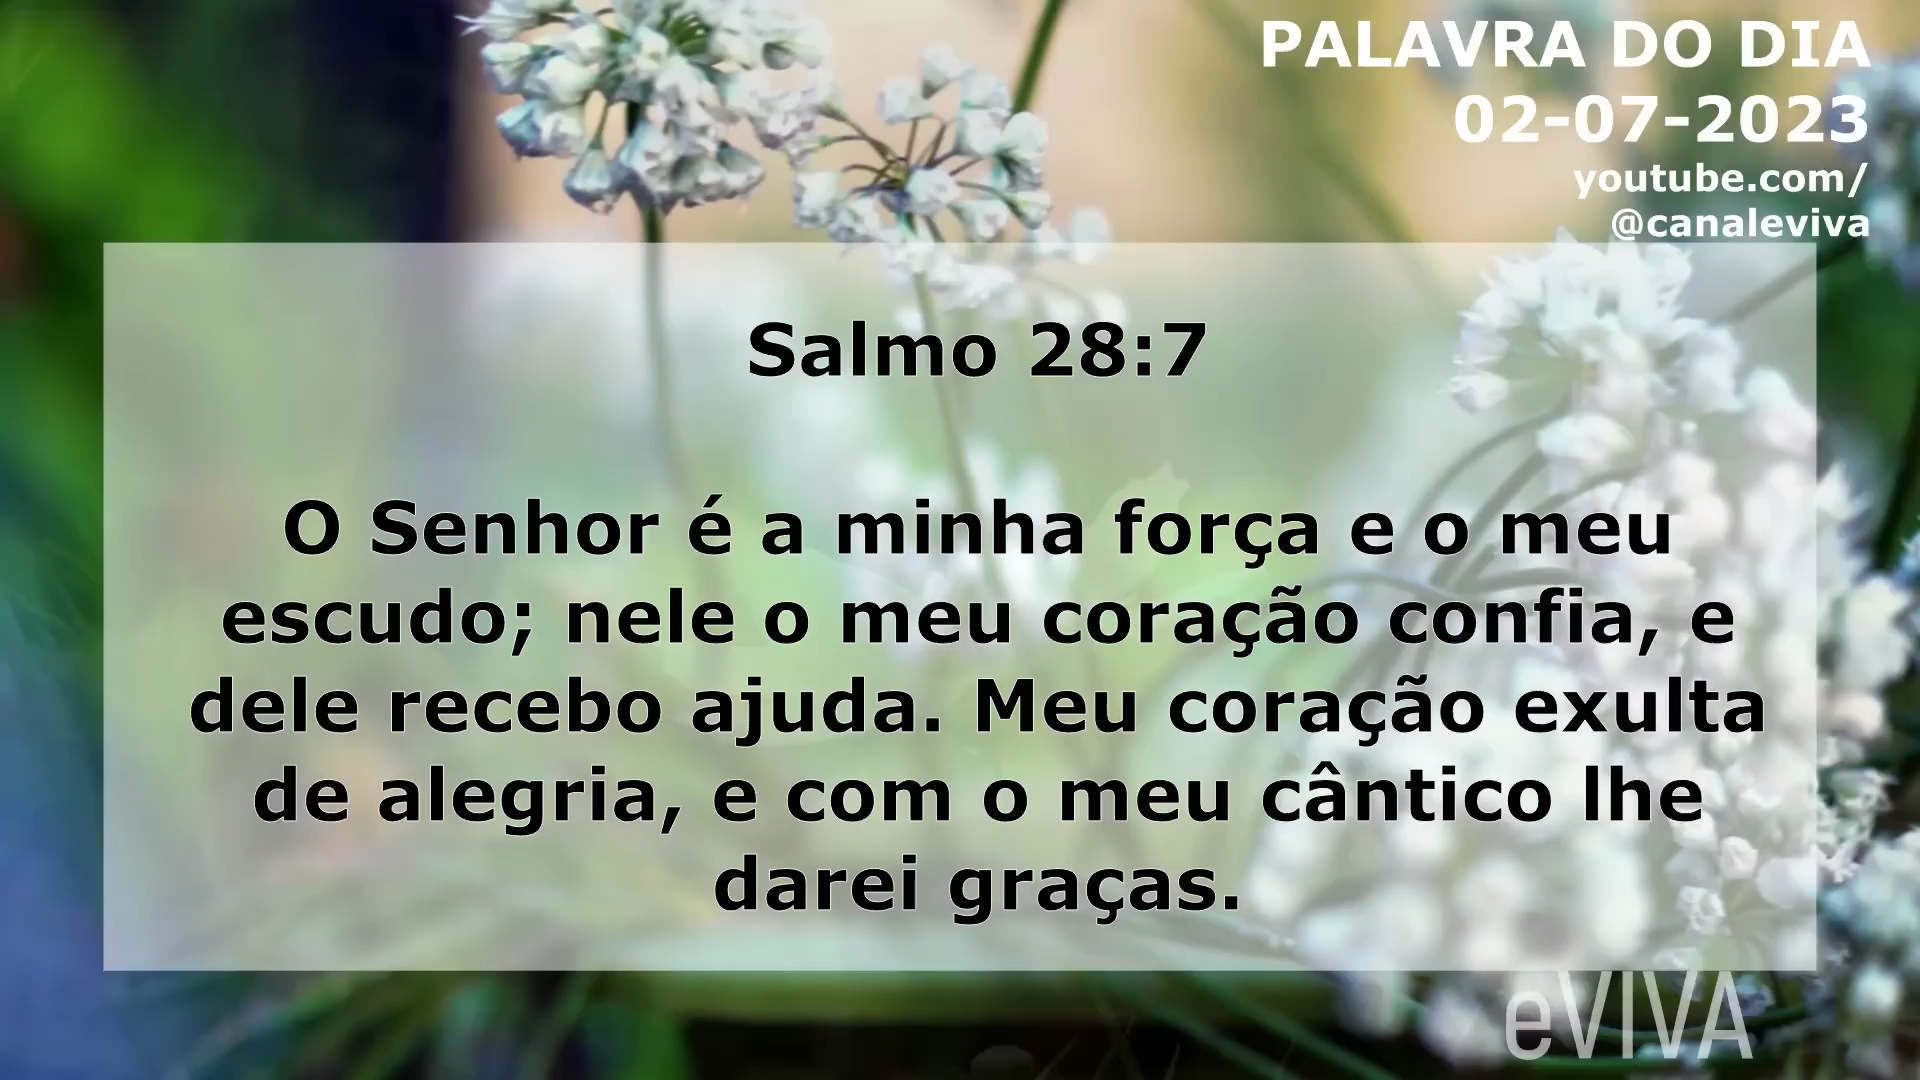 PALAVRA DO DIA
02-07-2023
youtube.com/
@canaleviva
Salmo 28:7
O Senhor é a minha força e o meu
escudo; nele o meu coração confia, e
dele recebo ajuda. Meu coração exulta
de alegria, e com o meu cântico lhe
darei graças.
eVIVA